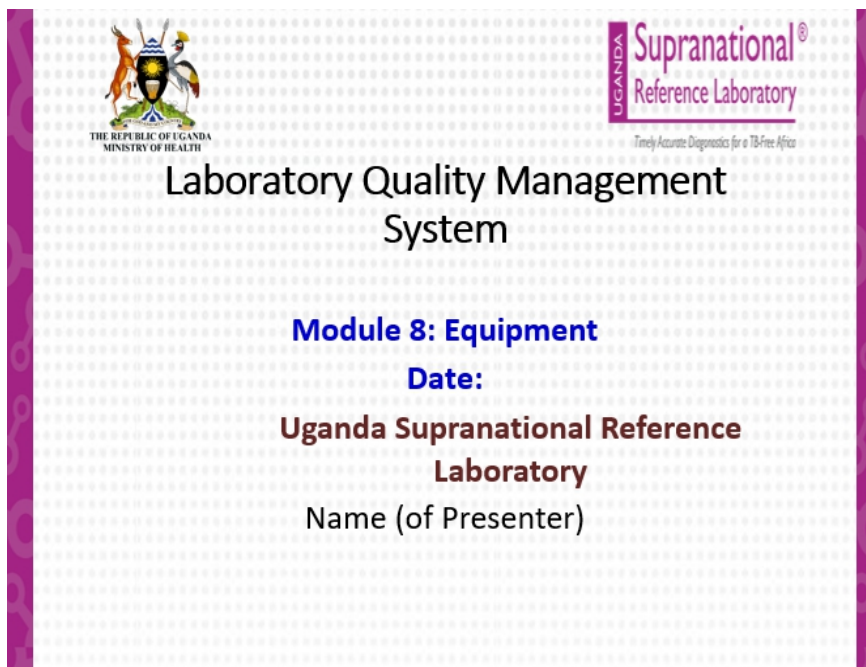 THE REPUBLIC OF UGANDA
MINISTRY OF HEALTH
UGANDA
Supranational®
Reference Laboratory
Timely Accurate Diagnostics for a TB-Free Africa
Laboratory Quality Management
System
Module 8: Equipment
Date:
Uganda Supranational Reference
Laboratory
Name (of Presenter)